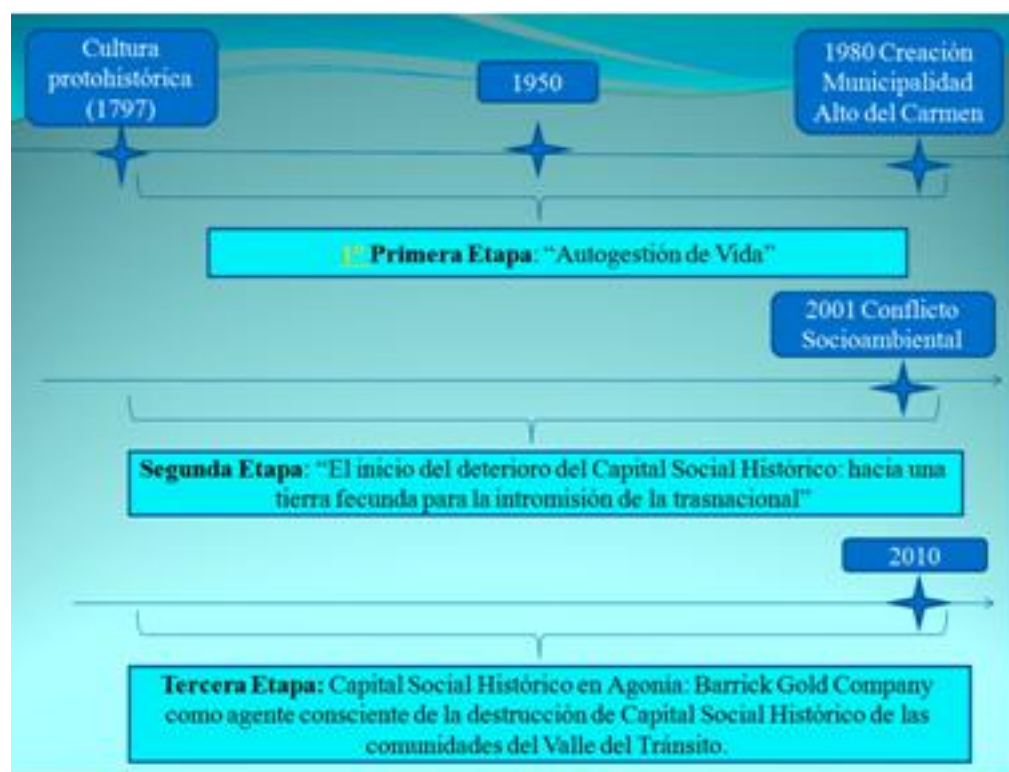 Cultura
protohistórica
(1797)
1950
1980 Creación
Municipalidad
Alto del Carmen
1º Primera Etapa: “Autogestión de Vida”
2001 Conflicto
Socioambiental
Segunda Etapa: “El inicio del deterioro del Capital Social Histórico: hacia una
tierra fecunda para la intromisión de la trasnacional”
2010
Tercera Etapa: Capital Social Histórico en Agonía: Barrick Gold Company
como agente consciente de la destrucción de Capital Social Histórico de las
comunidades del Valle del Tránsito.